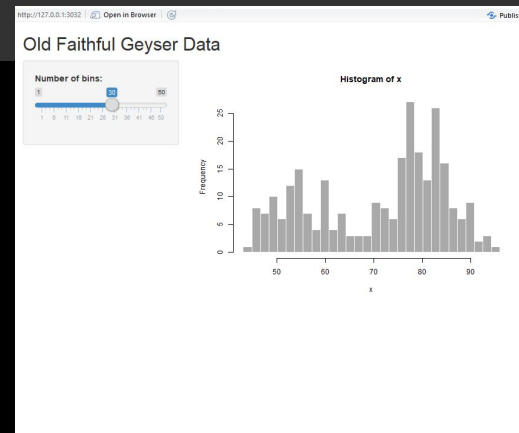 http://127.0.0.1:3032 Open in Browser Publis
Old Faithful Geyser Data
Number of bins:
1 30 50
1 6 11 16 21 26 31 36 41 46 50
Histogram of x
Frequency
25
20
15
10
5
0
50 60 70 80 90
x